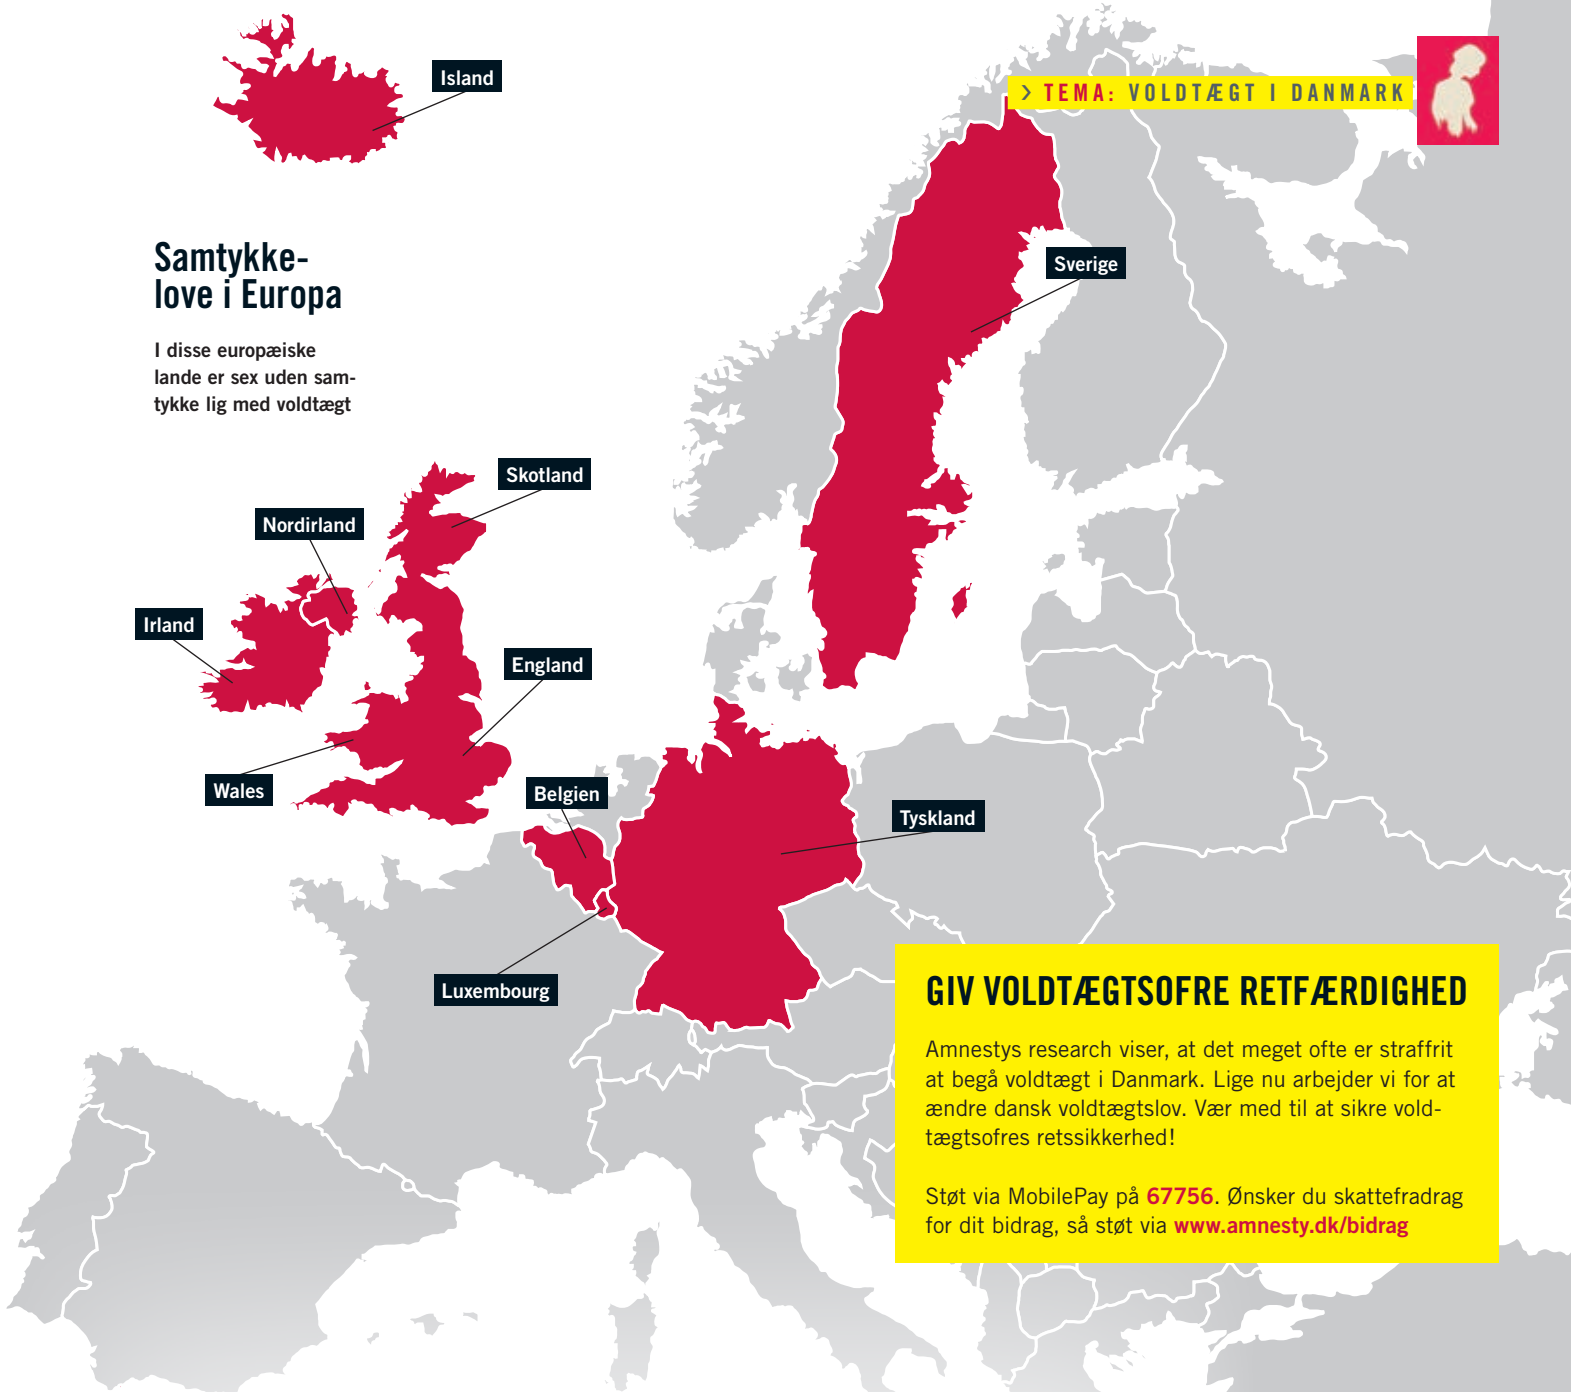 Island
> TEMA: VOLDTÆGT I DANMARK
Samtykke-
love i Europa
I disse europæiske
lande er sex uden sam-
tykke lig med voldtægt
Sverige
Skotland
Nordirland
Irland
England
Wales
Belgien
Tyskland
Luxembourg
GIV VOLDTÆGTSOFRE RETFÆRDIGHED
Amnestys research viser, at det meget ofte er straffrit
at begå voldtægt i Danmark. Lige nu arbejder vi for at
ændre dansk voldtægtslov. Vær med til at sikre vold-
tægtsofres retssikkerhed!
Støt via MobilePay på 67756. Ønsker du skattefradrag
for dit bidrag, så støt via www.amnesty.dk/bidrag